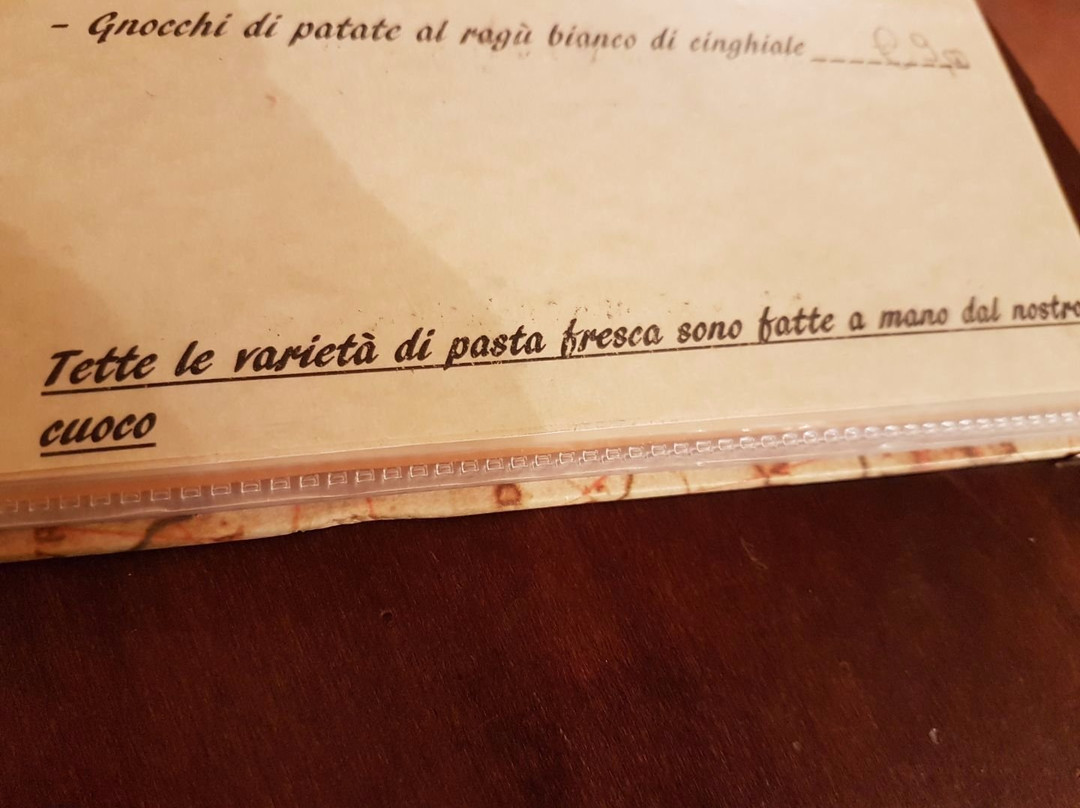 - Gnocchi di patate al ragù bianco di cinghiale
Tette le varietà di pasta fresca sono fatte a mano dal nostro
cuoco